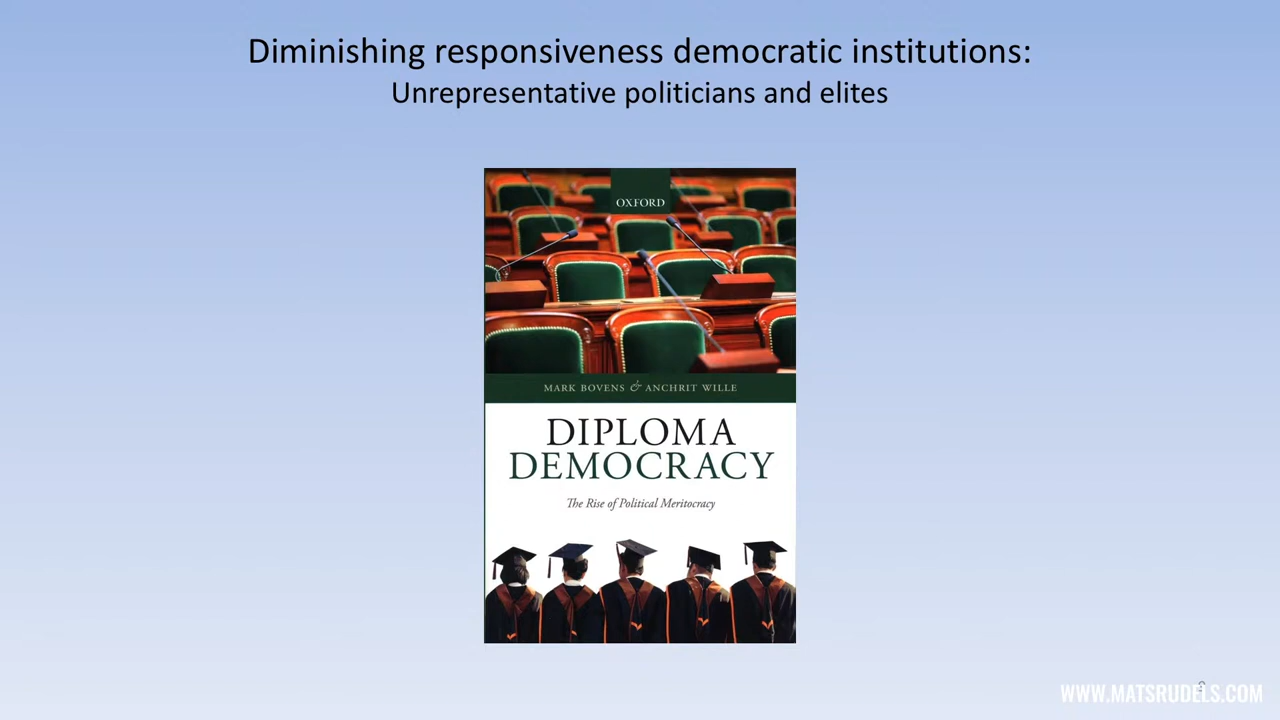 Diminishing responsiveness democratic institutions:
Unrepresentative politicians and elites
OXFORD
MARK BOVENS & ANCHRIT WILLE
DIPLOMA
DEMOCRACY
The Rise of Political Meritocracy
WWW.MATSRUDELS.COM